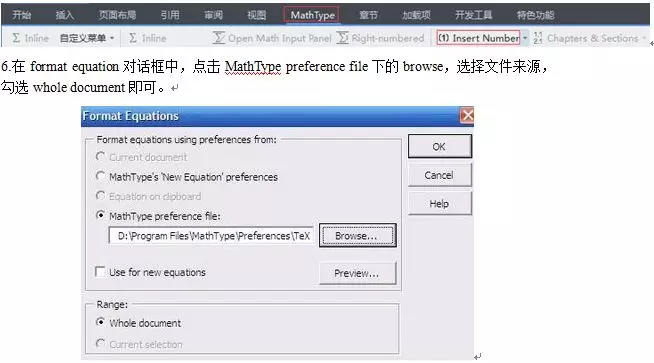 开始 插入 页面布局 引用 审阅 视图 MathType 章节 加载项 开发工具 特色功能
Σ Inline 自定义菜单 Σ Inline Σ Open Math Input Panel Σ Right-numbered (1) Insert Number 1.1 2.1 Chapters & Sections
6.在 format equation 对话框中，点击 MathType preference file 下的 browse，选择文件来源，
勾选 whole document 即可。
Format Equations
Format equations using preferences from:
OK
Current document
MathType's 'New Equation' preferences
Cancel
Equation on clipboard
Help
MathType preference file:
D:\Program Files\MathType\Preferences\TeX
Browse...
Use for new equations
Preview...
Range:
Whole document
Current selection